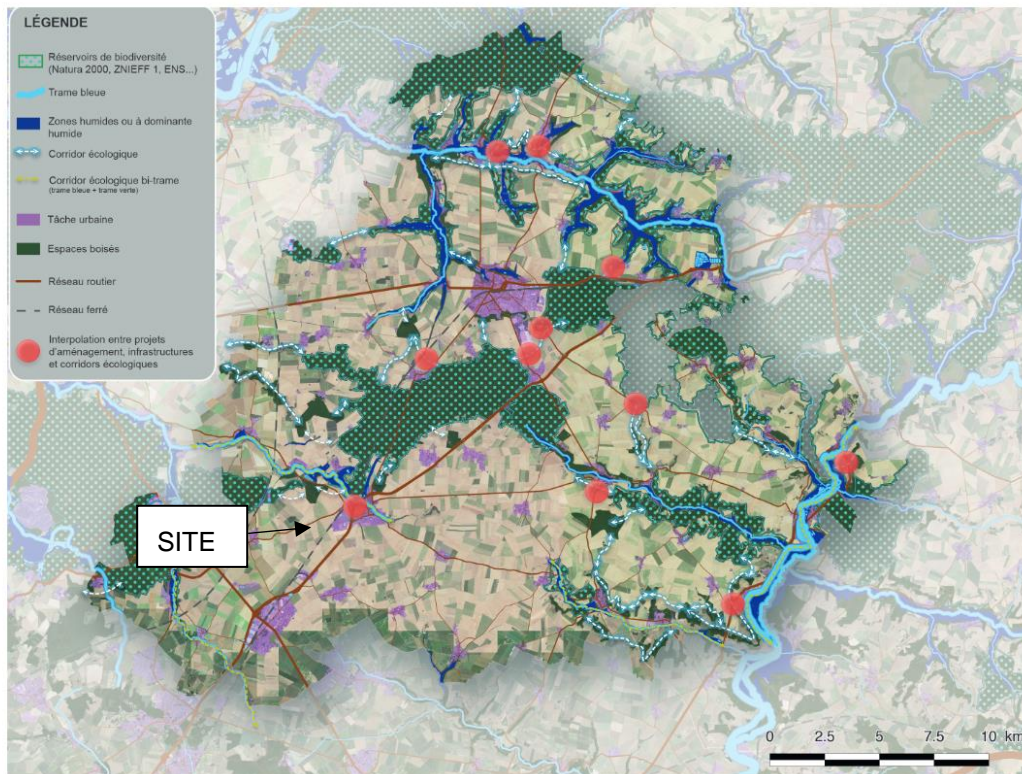 LÉGENDE
Réservoirs de biodiversité
(Natura 2000, ZNIEFF 1, ENS...)
Trame bleue
Zones humides ou à dominante
humide
Corridor écologique
Corridor écologique bi-trame
(trame bleue + trame verte)
Tâche urbaine
Espaces boisés
Réseau routier
Réseau ferré
Interpolation entre projets
d'aménagement, infrastructures
et corridors écologiques
SITE
0 2.5 5 7.5 10 km